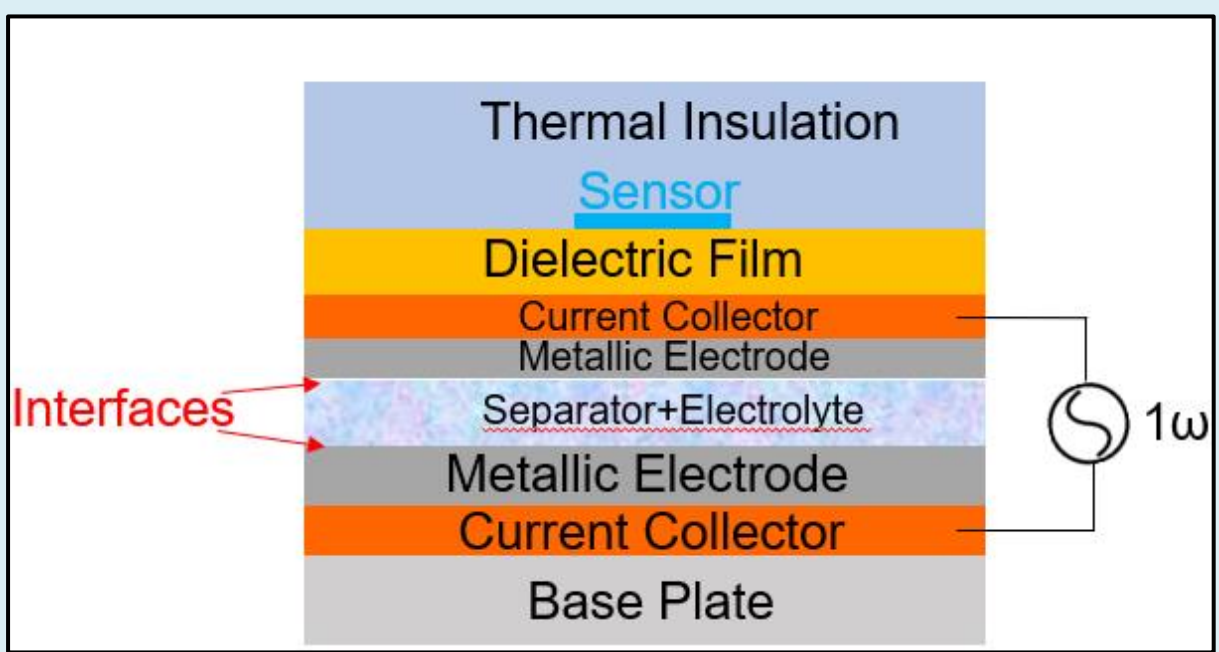 Thermal Insulation
Sensor
Dielectric Film
Current Collector
Metallic Electrode
Interfaces
Separator+Electrolyte
1ω
Metallic Electrode
Current Collector
Base Plate